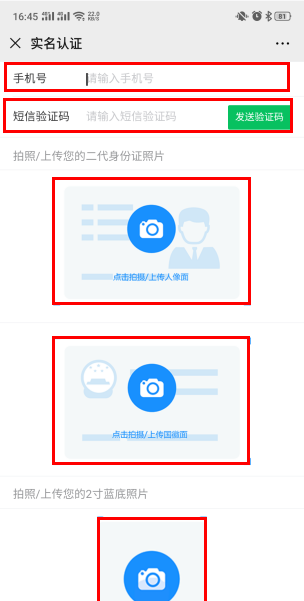 16:45
22.0
KB/S
81
实名认证
手机号 请输入手机号
短信验证码 请输入短信验证码 发送验证码
拍照/上传您的二代身份证照片
点击拍摄/上传人像面
点击拍摄/上传国徽面
拍照/上传您的2寸蓝底照片